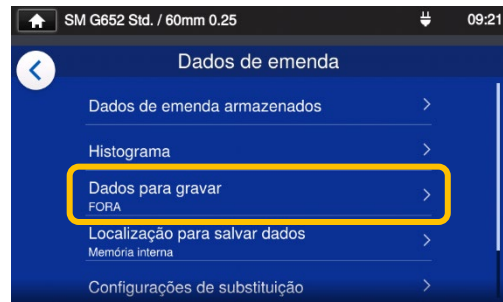 SM G652 Std. / 60mm 0.25 09:21
Dados de emenda
Dados de emenda armazenados
Histograma
Dados para gravar
FORA
Localização para salvar dados
Memória interna
Configurações de substituição